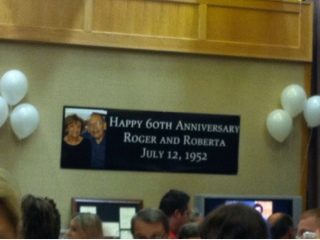 Happy 60th Anniversary
Roger and Roberta
July 12, 1952